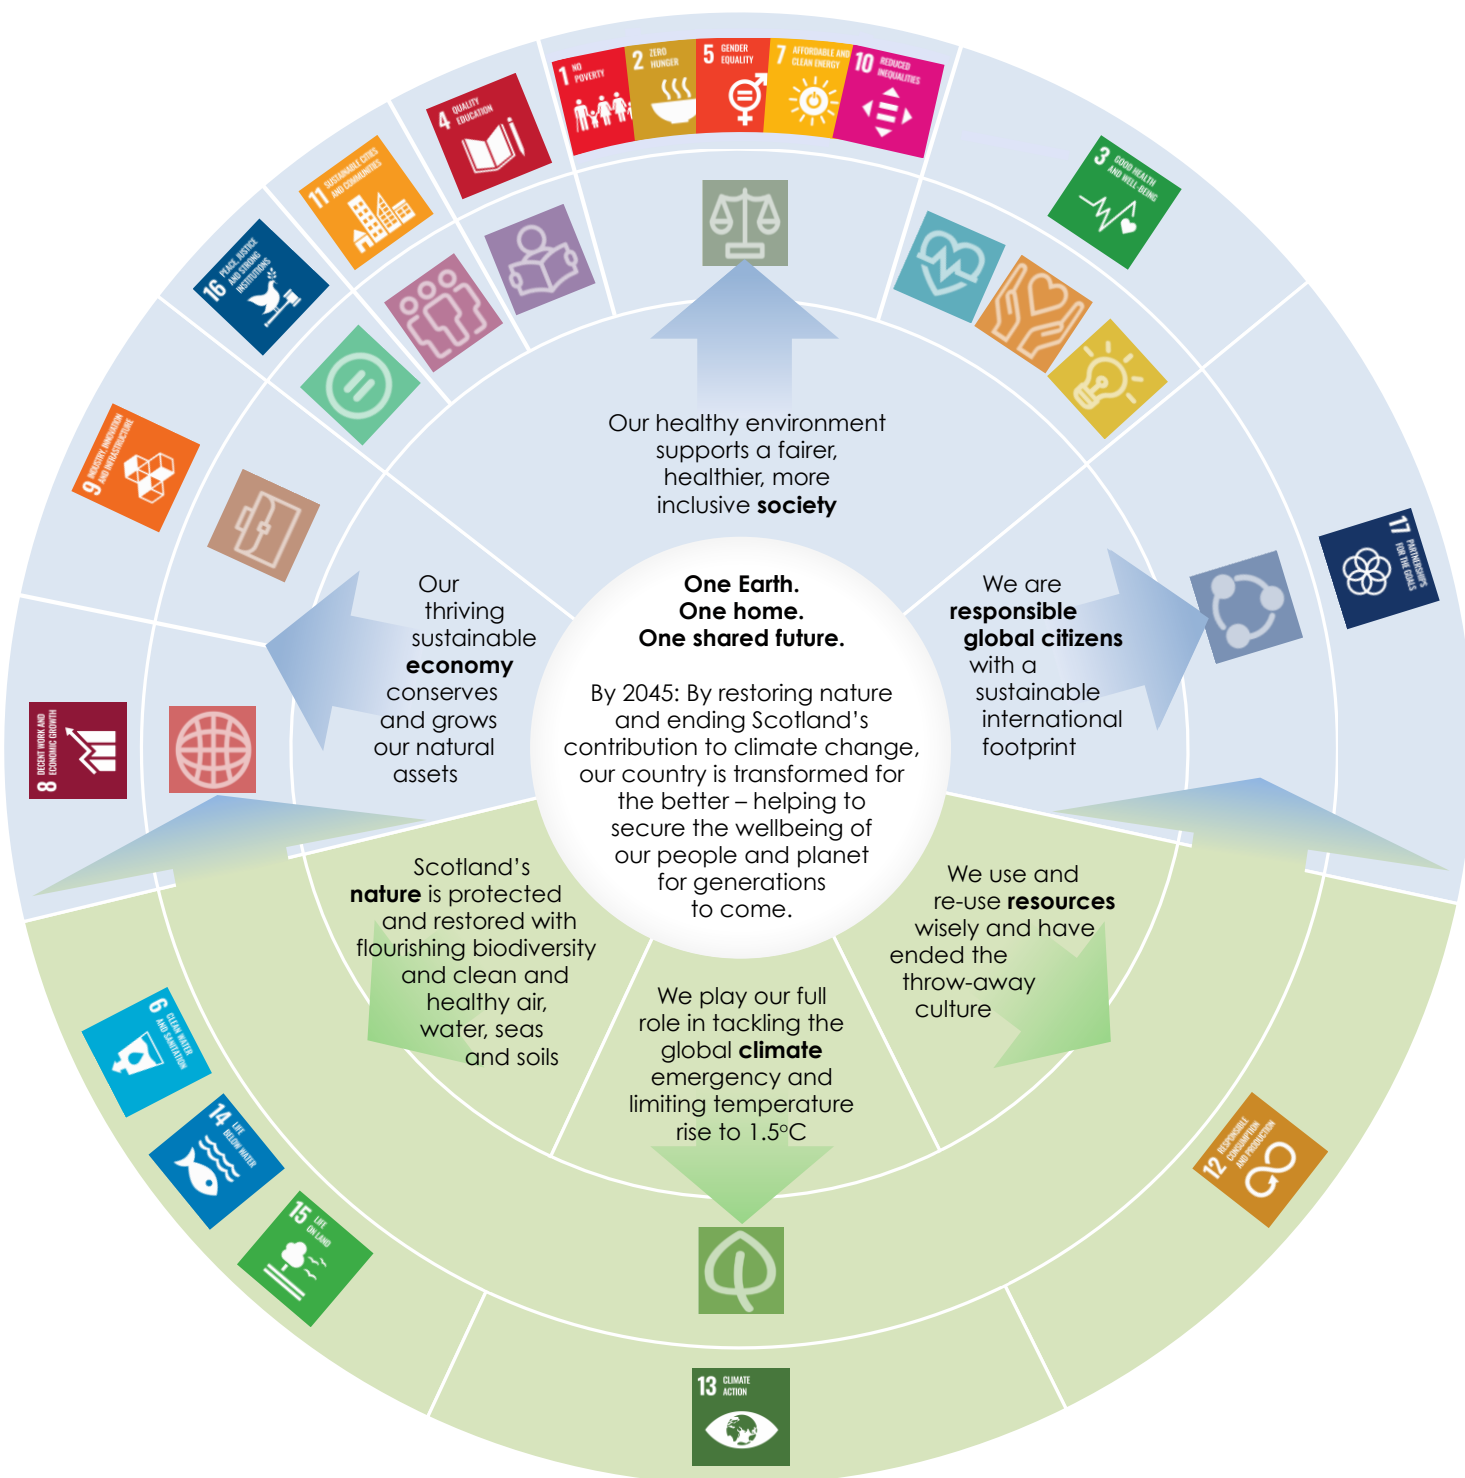 1 NO
POVERTY
2 ZERO
HUNGER
5 GENDER
EQUALITY
7 AFFORDABLE AND
CLEAN ENERGY
10 REDUCED
INEQUALITIES
4 QUALITY
EDUCATION
3 GOOD HEALTH
AND WELL-BEING
11 SUSTAINABLE CITIES
AND COMMUNITIES
16 PEACE, JUSTICE
AND STRONG
INSTITUTIONS
9 INDUSTRY, INNOVATION
AND INFRASTRUCTURE
17 PARTNERSHIPS
FOR THE GOALS
8 DECENT WORK AND
ECONOMIC GROWTH
Our healthy environment
supports a fairer,
healthier, more
inclusive society
Our
thriving
sustainable
economy
conserves
and grows
our natural
assets
One Earth.
One home.
One shared future.
By 2045: By restoring nature
and ending Scotland’s
contribution to climate change,
our country is transformed for
the better – helping to
secure the wellbeing of
our people and planet
for generations
to come.
We are
responsible
global citizens
with a
sustainable
international
footprint
Scotland’s
nature is protected
and restored with
flourishing biodiversity
and clean and
healthy air,
water, seas
and soils
We play our full
role in tackling the
global climate
emergency and
limiting temperature
rise to 1.5°C
We use and
re-use resources
wisely and have
ended the
throw-away
culture
6 CLEAN WATER
AND SANITATION
14 LIFE
BELOW WATER
15 LIFE
ON LAND
12 RESPONSIBLE
CONSUMPTION
AND PRODUCTION
13 CLIMATE
ACTION